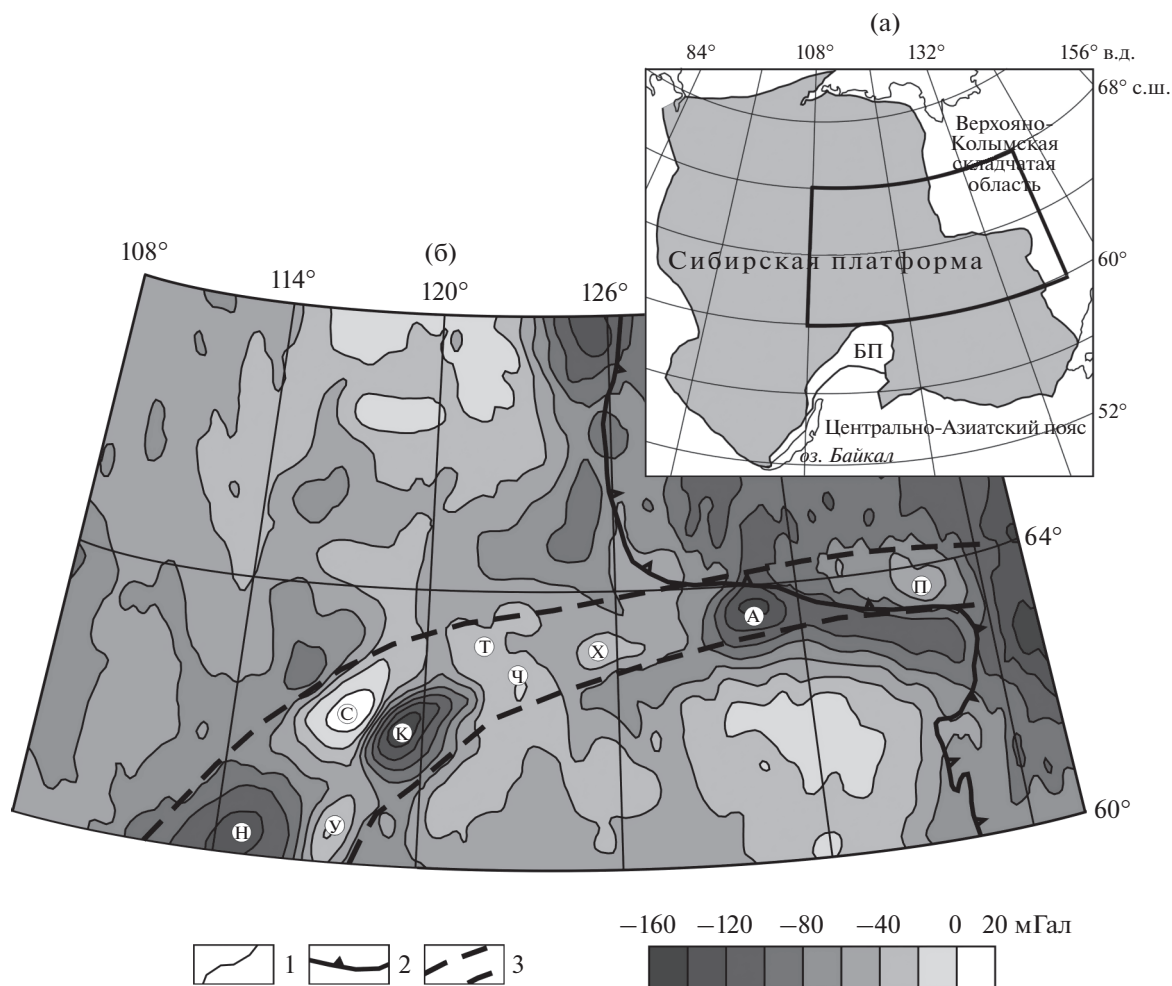 (а)
84° 108° 132° 156° в.д.
68° с.ш.
Верхояно-
Колымская
складчатая
область
Сибирская платформа
60°
БП
52°
Центрально-Азиатский пояс
оз. Байкал
(б)
108°
114°
120°
126°
64°
П
А
Т
Х
Ч
С
К
Н
У
60°
1 2 3
−160 −120 −80 −40 0 20 мГал